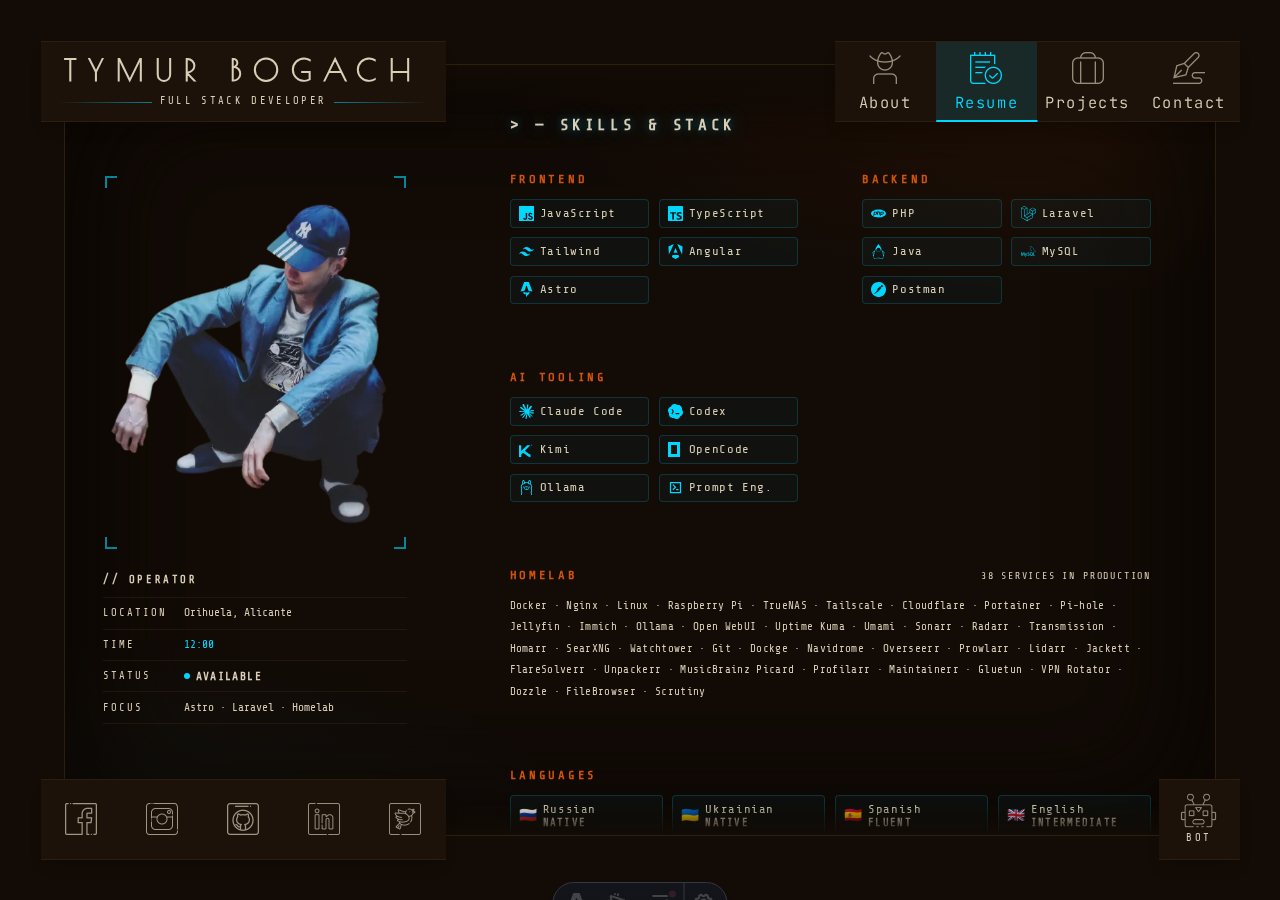 TYMUR BOGACH
FULL STACK DEVELOPER
About
Resume
Projects
Contact
> — SKILLS & STACK
FRONTEND
JavaScript
TypeScript
Tailwind
Angular
Astro
BACKEND
PHP
Laravel
Java
MySQL
Postman
AI TOOLING
Claude Code
Codex
Kimi
OpenCode
Ollama
Prompt Eng.
// OPERATOR
LOCATION Orihuela, Alicante
TIME 12:00
STATUS AVAILABLE
FOCUS Astro · Laravel · Homelab
HOMELAB
38 SERVICES IN PRODUCTION
Docker · Nginx · Linux · Raspberry Pi · TrueNAS · Tailscale · Cloudflare · Portainer · Pi-hole ·
Jellyfin · Immich · Ollama · Open WebUI · Uptime Kuma · Umami · Sonarr · Radarr · Transmission ·
Homarr · SearXNG · Watchtower · Git · Dockge · Navidrome · Overseerr · Prowlarr · Lidarr · Jackett ·
FlareSolverr · Unpackerr · MusicBrainz Picard · Profilarr · Maintainerr · Gluetun · VPN Rotator ·
Dozzle · FileBrowser · Scrutiny
LANGUAGES
Russian
NATIVE
Ukrainian
NATIVE
Spanish
FLUENT
English
INTERMEDIATE
BOT